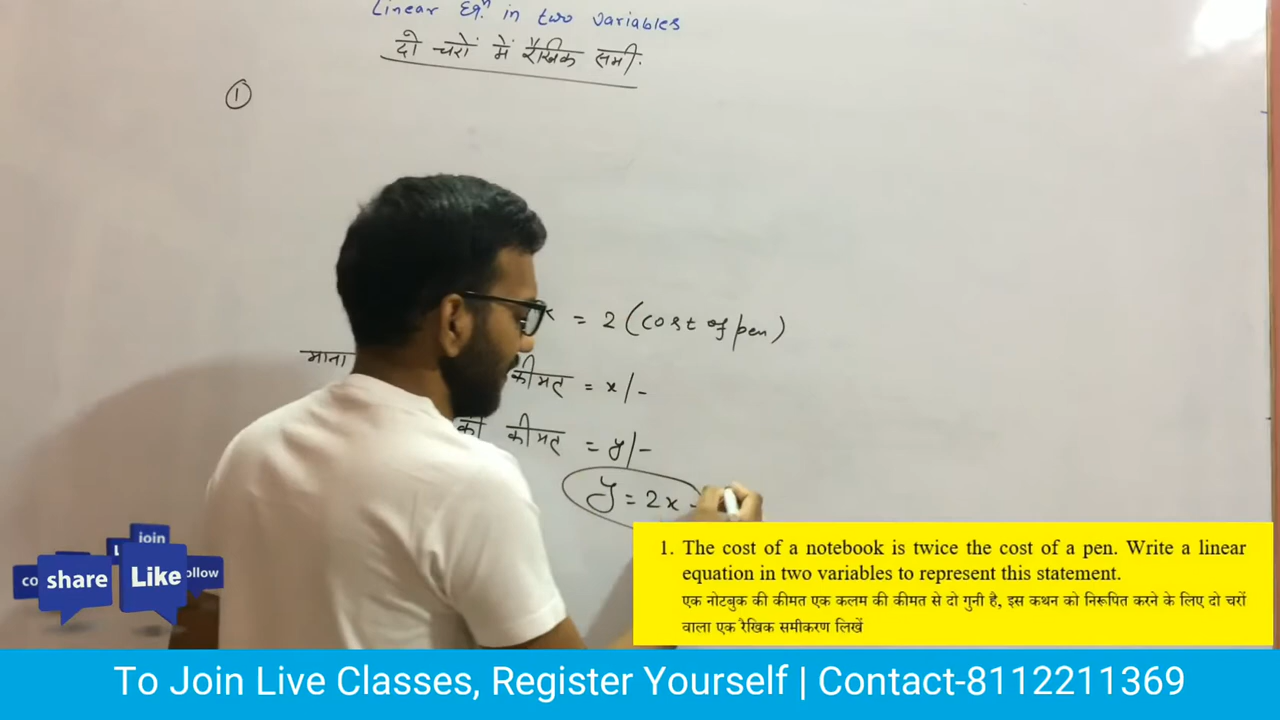 Linear Eqⁿ. in two variables
दो चरों में रैखिक समी.
①
= 2 (cost of pen)
माना कीमत = x/-
की कीमत = y/-
y = 2x
1. The cost of a notebook is twice the cost of a pen. Write a linear
equation in two variables to represent this statement.
एक नोटबुक की कीमत एक कलम की कीमत से दो गुनी है, इस कथन को निरूपित करने के लिए दो चरों
वाला एक रैखिक समीकरण लिखें
join
co share Like ollow
To Join Live Classes, Register Yourself | Contact-8112211369